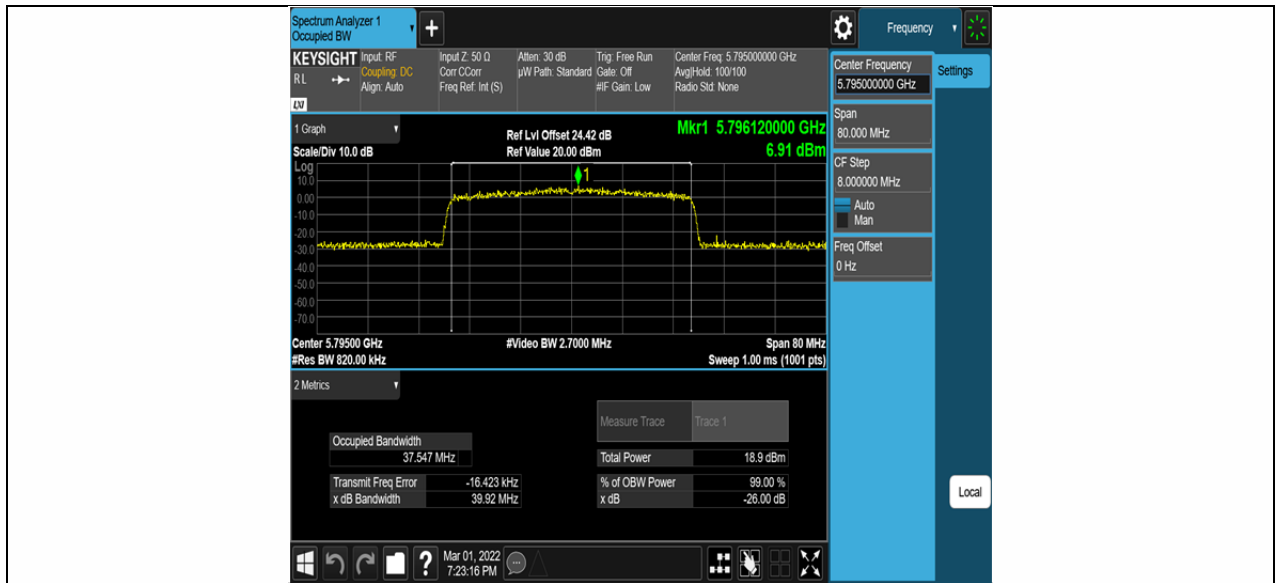 Spectrum Analyzer 1
Occupied BW
+
Frequency
KEYSIGHT
RL
LXI
Input: RF
Coupling: DC
Align: Auto
Input Z: 50 Ω
Corr CCorr
Freq Ref: Int (S)
Atten: 30 dB
µW Path: Standard
Trig: Free Run
Gate: Off
#IF Gain: Low
Center Freq: 5.795000000 GHz
Avg|Hold: 100/100
Radio Std: None
Center Frequency
5.795000000 GHz
Settings
Span
80.000 MHz
CF Step
8.000000 MHz
Auto
Man
Freq Offset
0 Hz
Local
1 Graph
Scale/Div 10.0 dB
Ref Lvl Offset 24.42 dB
Ref Value 20.00 dBm
Mkr1 5.796120000 GHz
6.91 dBm
Log
10.0
0.00
-10.0
-20.0
-30.0
-40.0
-50.0
-60.0
-70.0
1
Center 5.79500 GHz
#Video BW 2.7000 MHz
Span 80 MHz
#Res BW 820.00 kHz
Sweep 1.00 ms (1001 pts)
2 Metrics
Measure Trace Trace 1
Occupied Bandwidth
37.547 MHz
Total Power 18.9 dBm
Transmit Freq Error -16.423 kHz
% of OBW Power 99.00 %
x dB Bandwidth 39.92 MHz
x dB -26.00 dB
?
Mar 01, 2022
7:23:16 PM